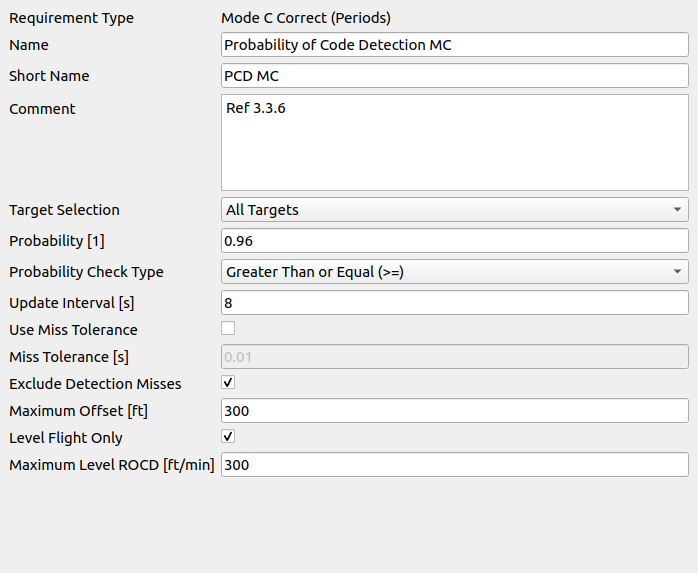 Requirement Type Mode C Correct (Periods)
Name Probability of Code Detection MC
Short Name PCD MC
Comment Ref 3.3.6
Target Selection All Targets
Probability [1] 0.96
Probability Check Type Greater Than or Equal (>=)
Update Interval [s] 8
Use Miss Tolerance
Miss Tolerance [s] 0.01
Exclude Detection Misses
Maximum Offset [ft] 300
Level Flight Only
Maximum Level ROCD [ft/min] 300